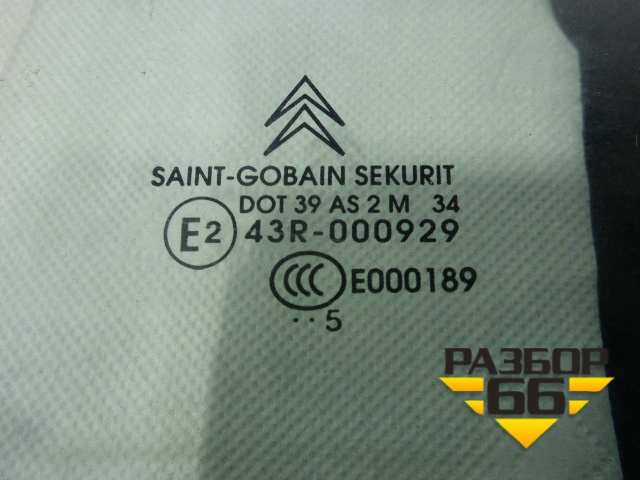 SAINT-GOBAIN SEKURIT
DOT 39 AS 2 M 34
E2 43R-000929
CCC E000189
· · 5
РАЗБОР
66